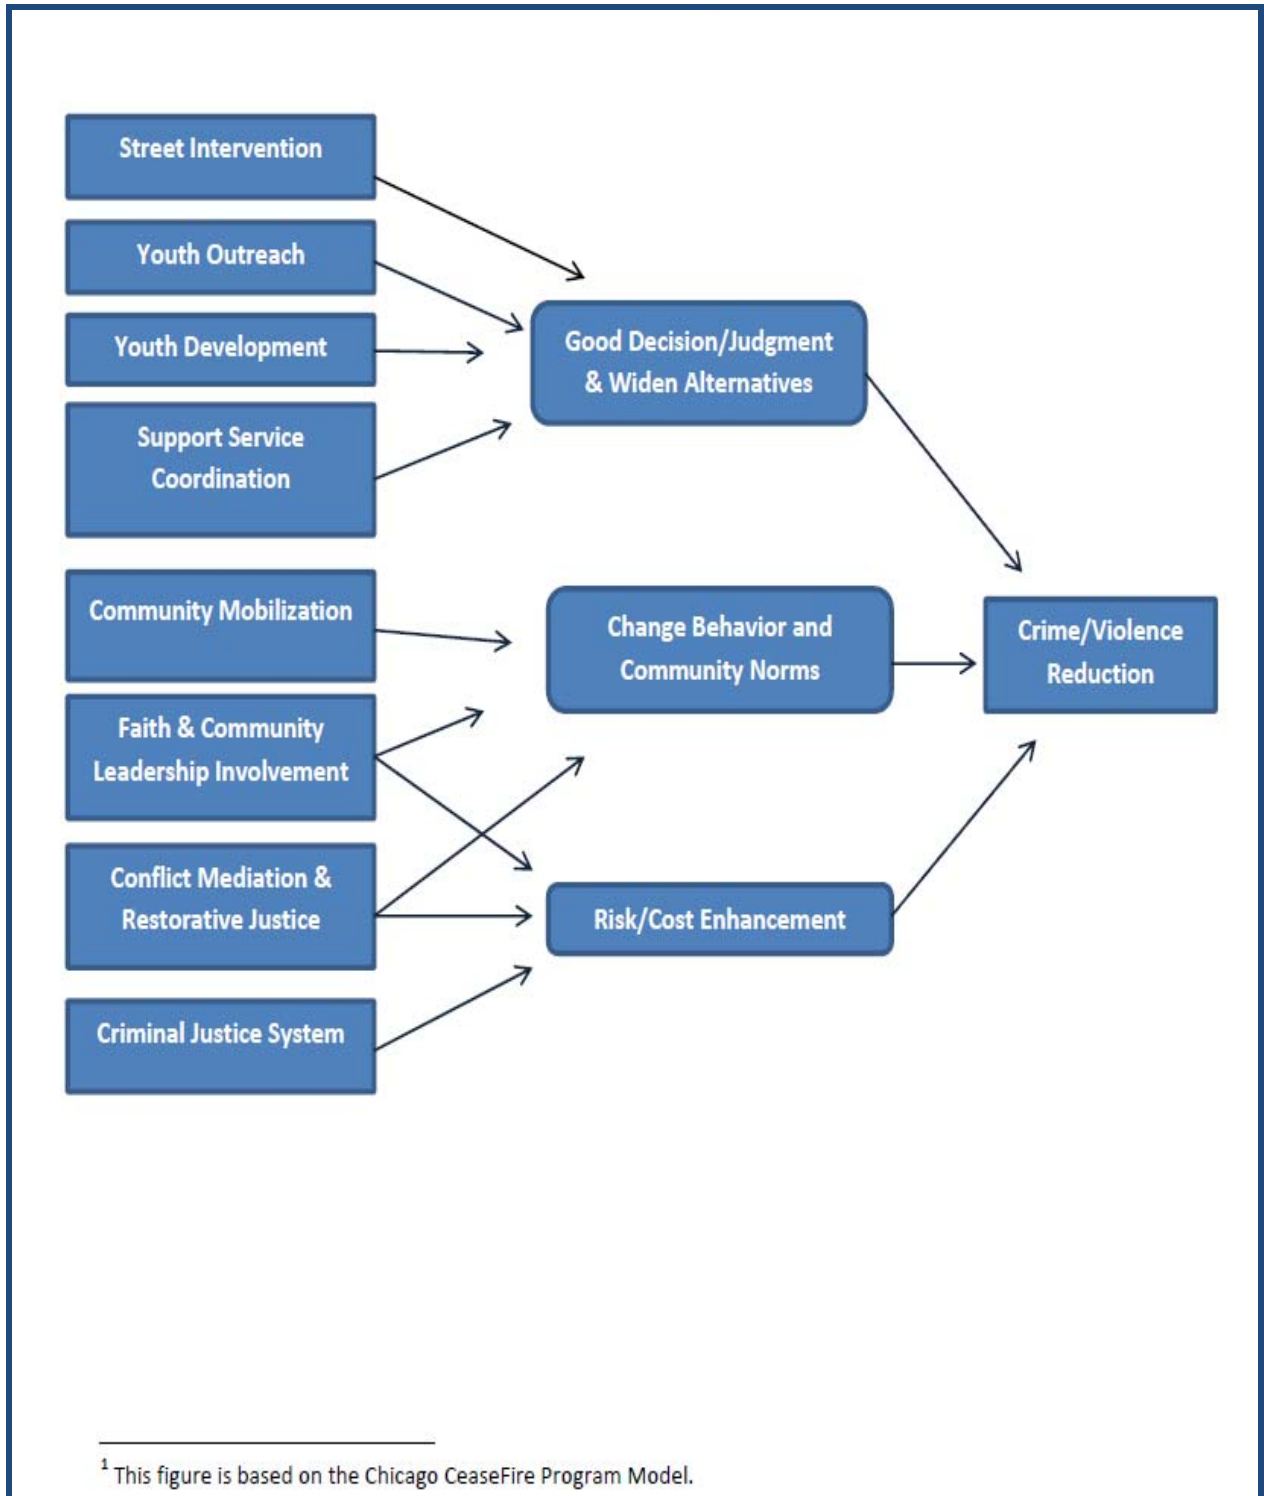 Street Intervention
Youth Outreach
Youth Development
Support Service
Coordination
Community Mobilization
Faith & Community
Leadership Involvement
Conflict Mediation &
Restorative Justice
Criminal Justice System
Good Decision/Judgment
& Widen Alternatives
Change Behavior and
Community Norms
Risk/Cost Enhancement
Crime/Violence
Reduction
1 This figure is based on the Chicago CeaseFire Program Model.